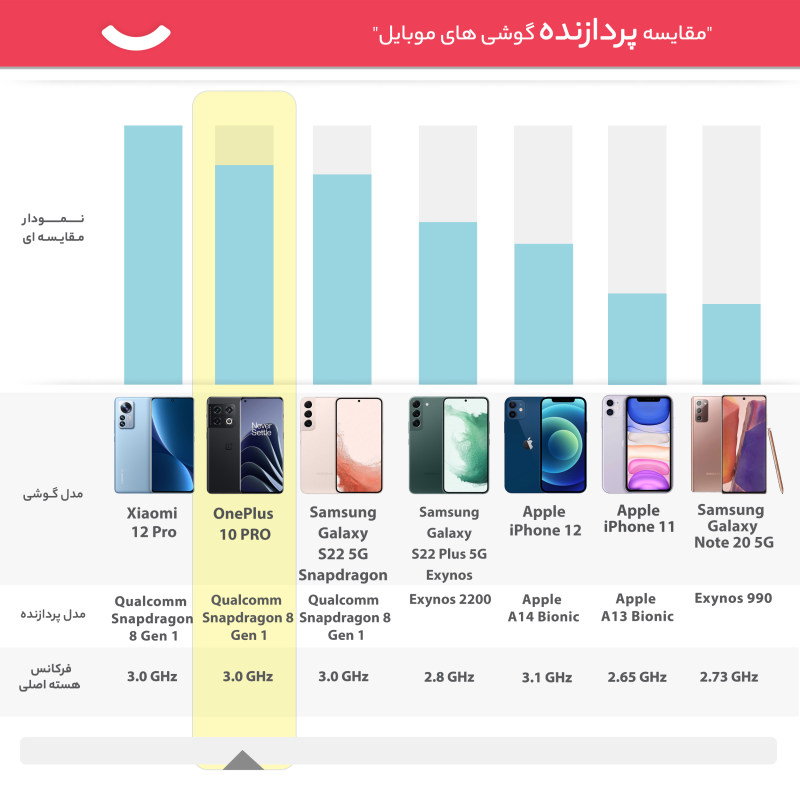 "مقایسه پردازنده گوشی های موبایل"
نـــمـــودار
مقایسه ای
Never
Settle
مدل گوشی
Xiaomi
12 Pro
OnePlus
10 PRO
Samsung
Galaxy
S22 5G
Snapdragon
Samsung
Galaxy
S22 Plus 5G
Exynos
Apple
iPhone 12
Apple
iPhone 11
Samsung
Galaxy
Note 20 5G
مدل پردازنده
Qualcomm
Snapdragon
8 Gen 1
Qualcomm
Snapdragon 8
Gen 1
Qualcomm
Snapdragon 8
Gen 1
Exynos 2200
Apple
A14 Bionic
Apple
A13 Bionic
Exynos 990
فرکانس
هسته اصلی
3.0 GHz
3.0 GHz
3.0 GHz
2.8 GHz
3.1 GHz
2.65 GHz
2.73 GHz